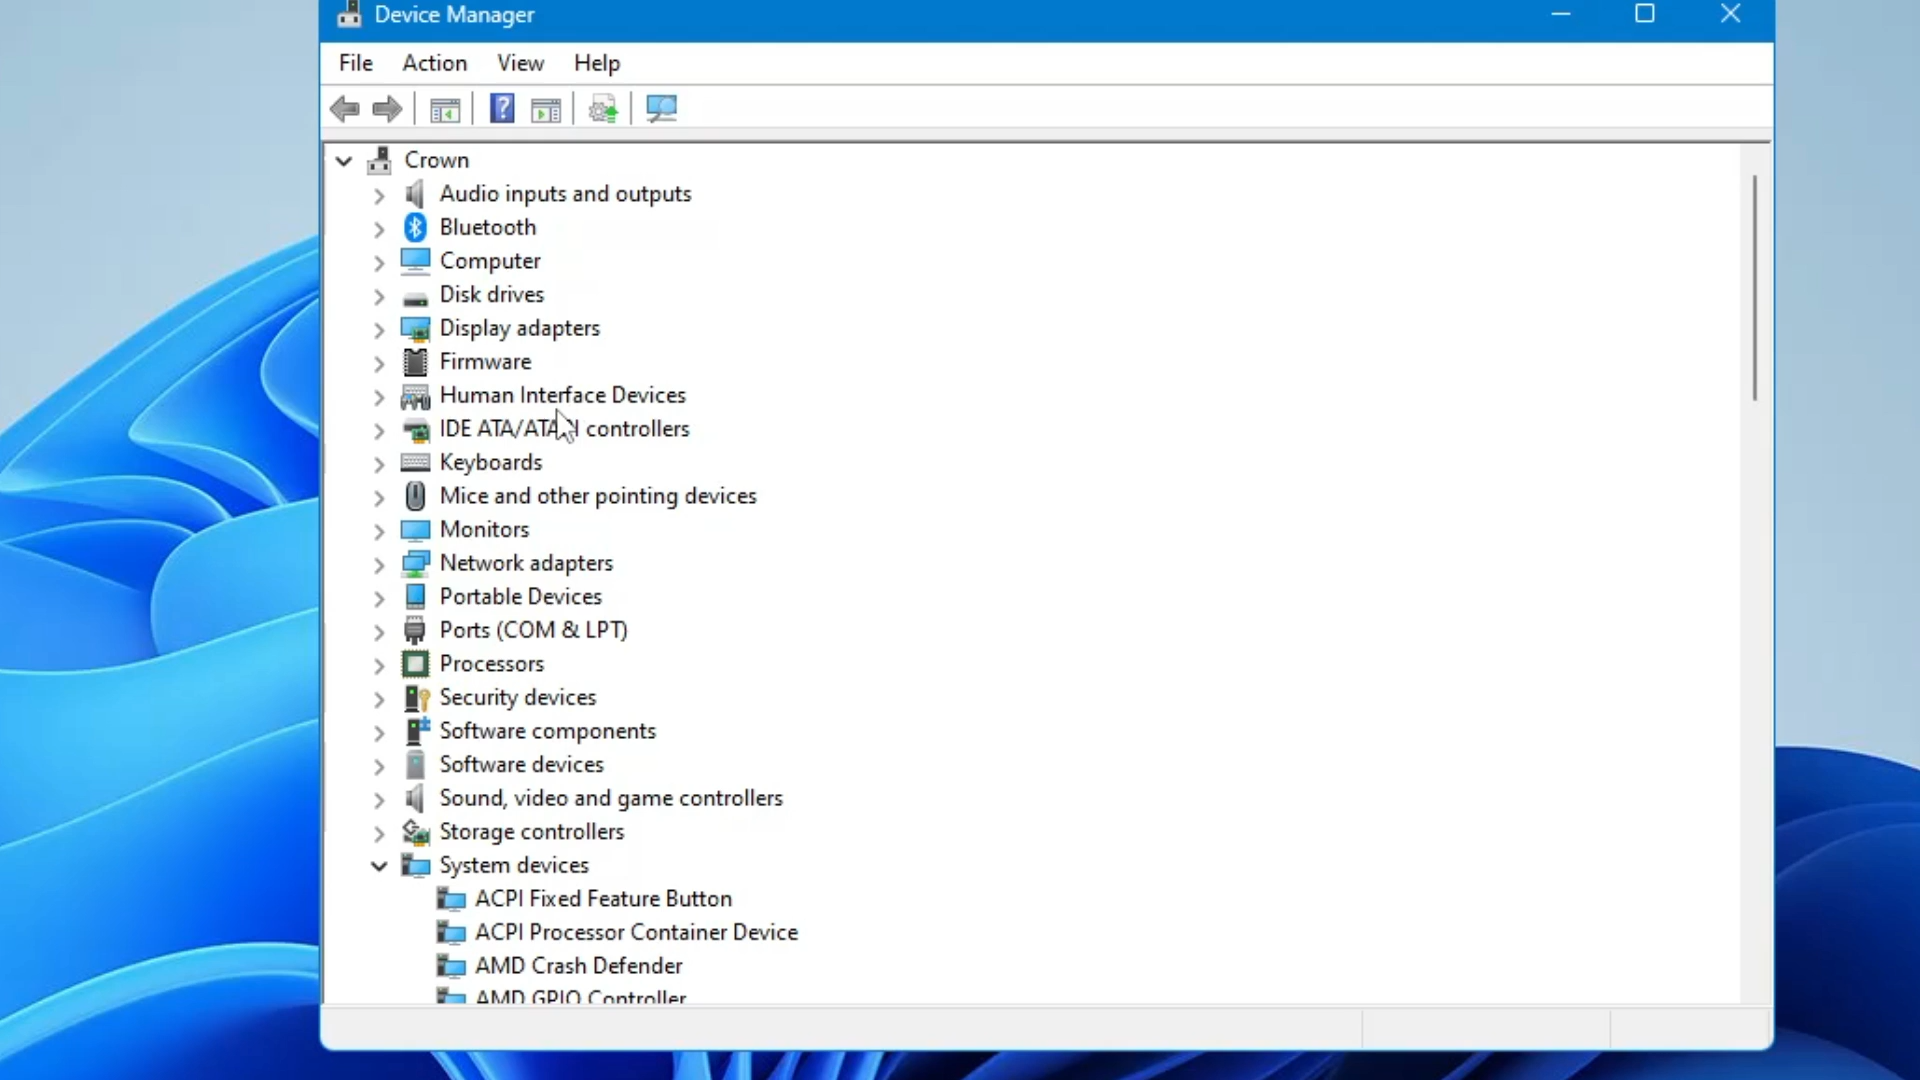 Device Manager
File Action View Help
Crown
Audio inputs and outputs
Bluetooth
Computer
Disk drives
Display adapters
Firmware
Human Interface Devices
IDE ATA/ATAPI controllers
Keyboards
Mice and other pointing devices
Monitors
Network adapters
Portable Devices
Ports (COM & LPT)
Processors
Security devices
Software components
Software devices
Sound, video and game controllers
Storage controllers
System devices
ACPI Fixed Feature Button
ACPI Processor Container Device
AMD Crash Defender
AMD GPIO Controller